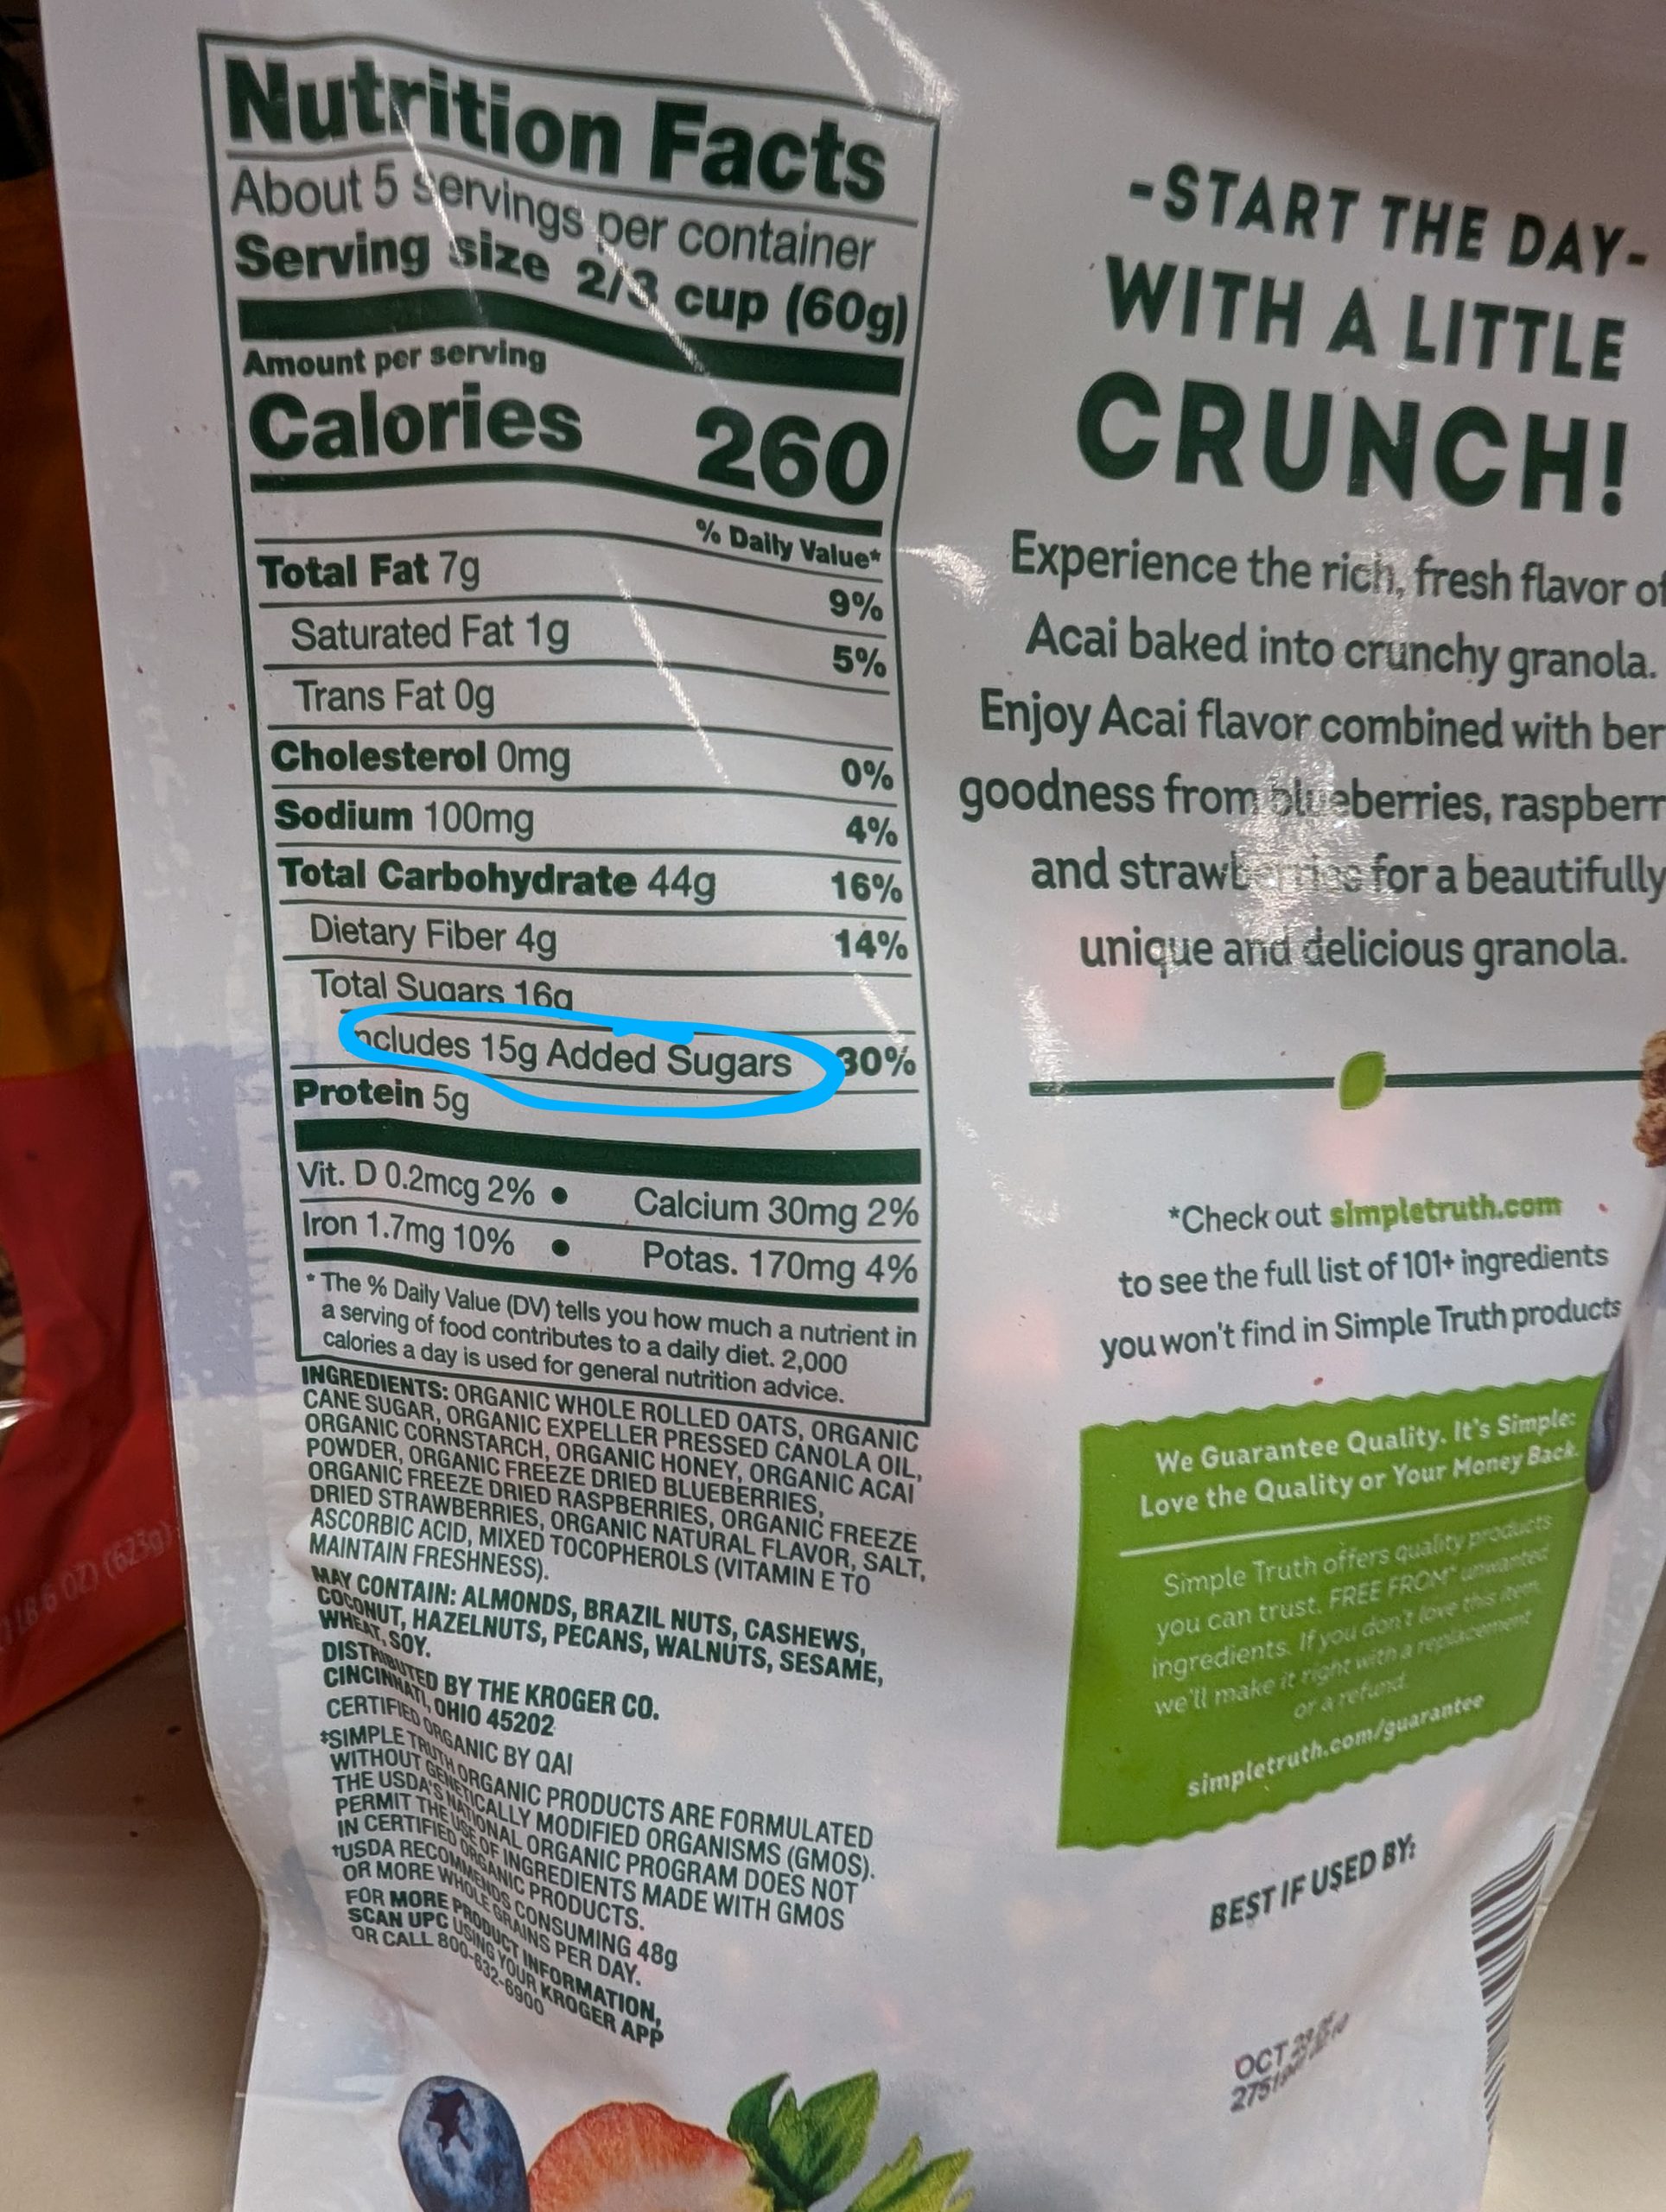 Nutrition Facts
About 5 servings per container
Serving size 2/3 cup (60g)
Amount per serving
Calories 260
% Daily Value*
Total Fat 7g 9%
Saturated Fat 1g 5%
Trans Fat 0g
Cholesterol 0mg 0%
Sodium 100mg 4%
Total Carbohydrate 44g 16%
Dietary Fiber 4g 14%
Total Sugars 16g
Includes 15g Added Sugars 30%
Protein 5g
Vit. D 0.2mcg 2% • Calcium 30mg 2%
Iron 1.7mg 10% • Potas. 170mg 4%
* The % Daily Value (DV) tells you how much a nutrient in
a serving of food contributes to a daily diet. 2,000
calories a day is used for general nutrition advice.
INGREDIENTS: ORGANIC WHOLE ROLLED OATS, ORGANIC
CANE SUGAR, ORGANIC EXPELLER PRESSED CANOLA OIL,
ORGANIC CORNSTARCH, ORGANIC HONEY, ORGANIC ACAI
POWDER, ORGANIC FREEZE DRIED BLUEBERRIES,
ORGANIC FREEZE DRIED RASPBERRIES, ORGANIC FREEZE
DRIED STRAWBERRIES, ORGANIC NATURAL FLAVOR, SALT,
ASCORBIC ACID, MIXED TOCOPHEROLS (VITAMIN E TO
MAINTAIN FRESHNESS).
MAY CONTAIN: ALMONDS, BRAZIL NUTS, CASHEWS,
COCONUT, HAZELNUTS, PECANS, WALNUTS, SESAME,
WHEAT, SOY.
DISTRIBUTED BY THE KROGER CO.
CINCINNATI, OHIO 45202
CERTIFIED ORGANIC BY QAI
‡SIMPLE TRUTH ORGANIC PRODUCTS ARE FORMULATED
WITHOUT GENETICALLY MODIFIED ORGANISMS (GMOS).
THE USDA'S NATIONAL ORGANIC PROGRAM DOES NOT
PERMIT THE USE OF INGREDIENTS MADE WITH GMOS
IN CERTIFIED ORGANIC PRODUCTS.
†USDA RECOMMENDS CONSUMING 48g
OR MORE WHOLE GRAINS PER DAY.
FOR MORE PRODUCT INFORMATION,
SCAN UPC USING YOUR KROGER APP
OR CALL 800-632-6900
-START THE DAY-
WITH A LITTLE
CRUNCH!
Experience the rich, fresh flavor of
Acai baked into crunchy granola.
Enjoy Acai flavor combined with ber
goodness from blueberries, raspberr
and strawberries for a beautifully
unique and delicious granola.
*Check out simpletruth.com
to see the full list of 101+ ingredients
you won't find in Simple Truth products
We Guarantee Quality. It's Simple:
Love the Quality or Your Money Back.
Simple Truth offers quality products
you can trust, FREE FROM* unwanted
ingredients. If you don't love this item,
we'll make it right with a replacement
or a refund.
simpletruth.com/guarantee
BEST IF USED BY:
OCT
(623g)